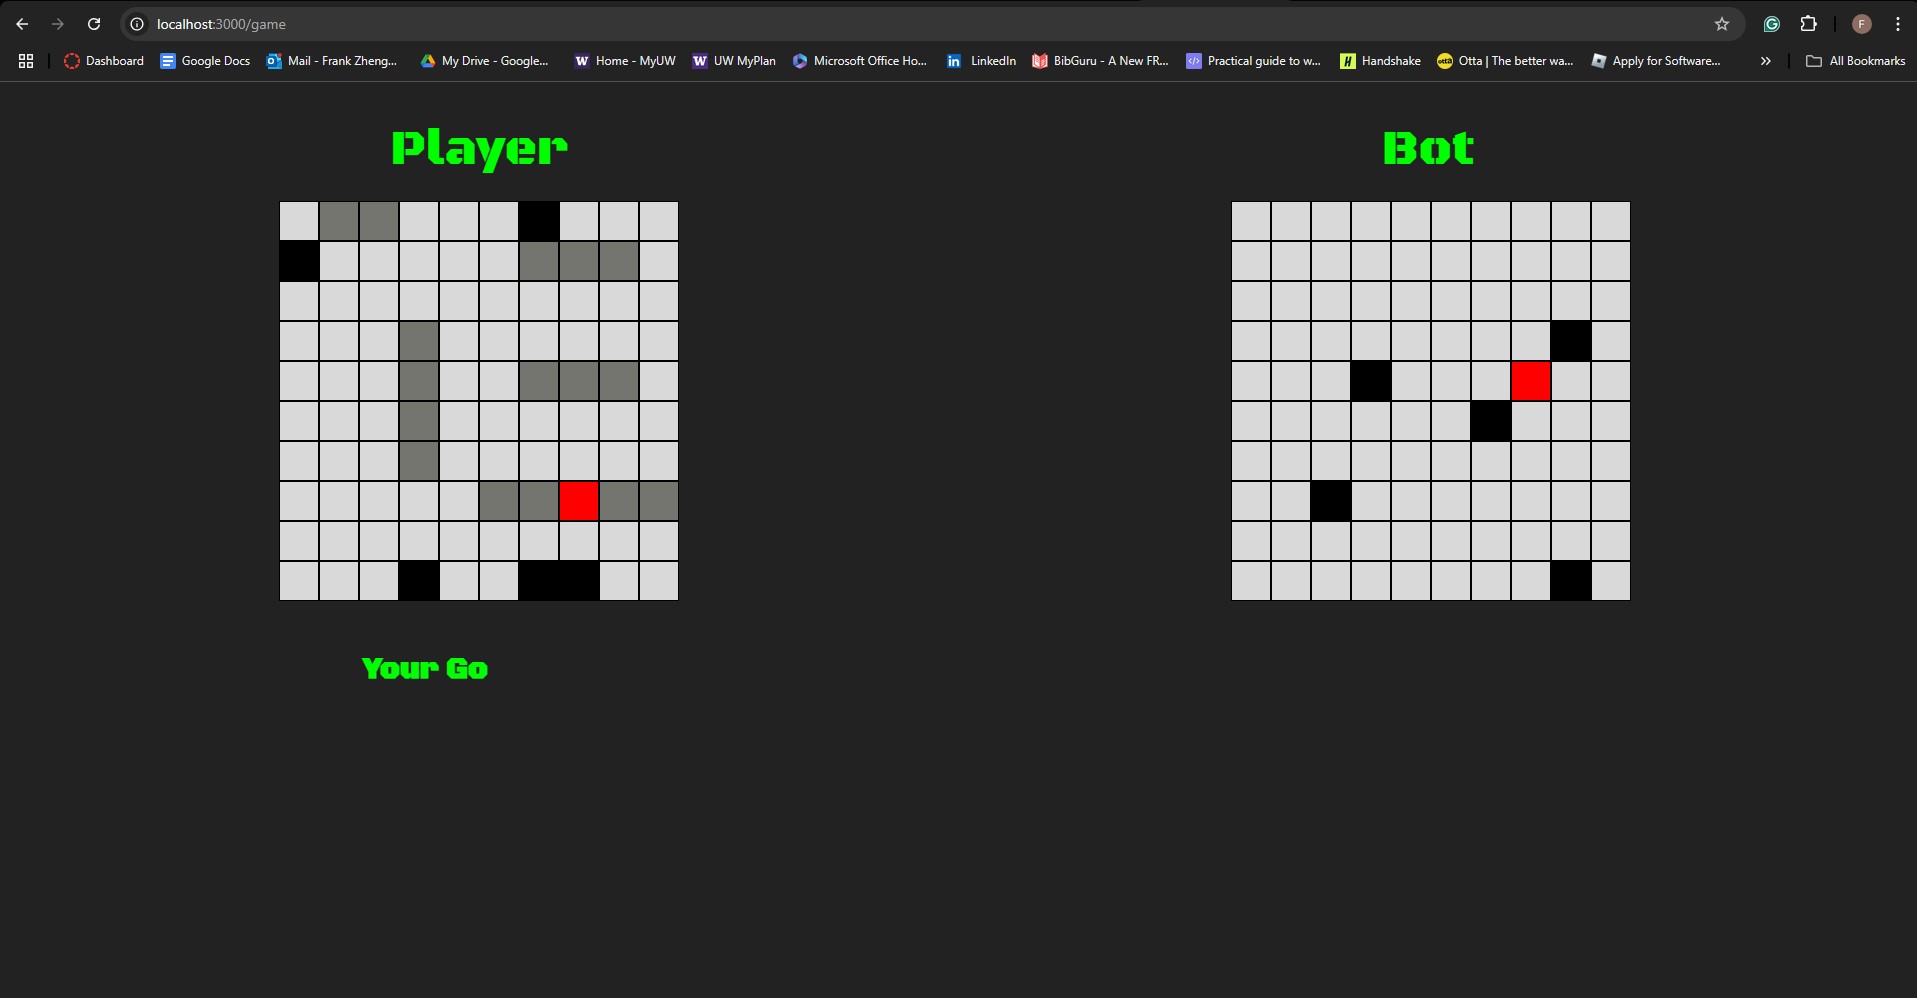 localhost:3000/game
F
Dashboard Google Docs Mail - Frank Zheng... My Drive - Google... Home - MyUW UW MyPlan Microsoft Office Ho... LinkedIn BibGuru - A New FR... Practical guide to w... Handshake Otta | The better wa... Apply for Software... All Bookmarks
Player Bot
Your Go